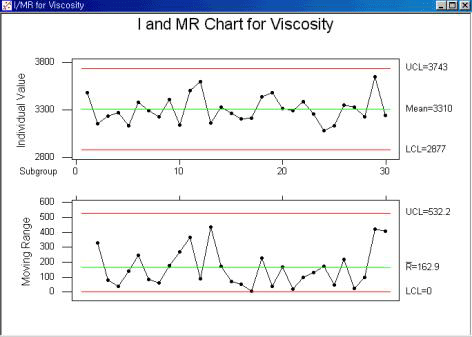 I/MR for Viscosity
I and MR Chart for Viscosity
Individual Value
3800
3300
2800
UCL=3743
Mean=3310
LCL=2877
Subgroup 0 10 20 30
Moving Range
600
500
400
300
200
100
0
UCL=532.2
R̅=162.9
LCL=0